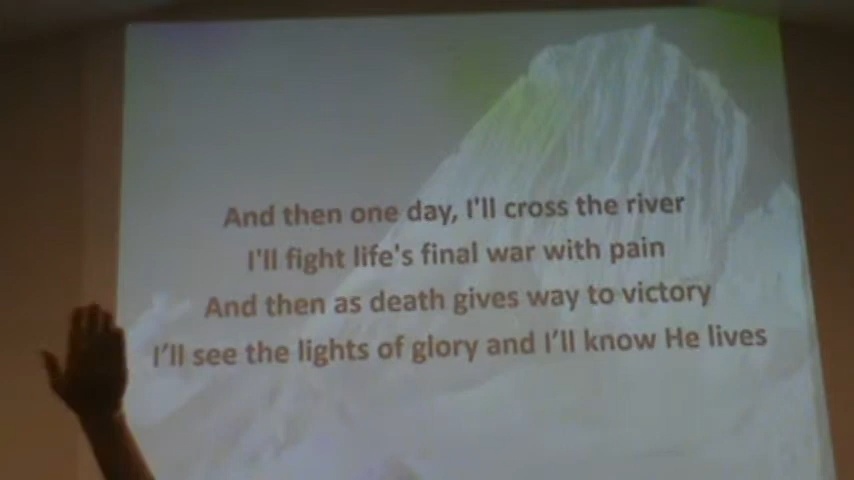 And then one day, I'll cross the river
I'll fight life's final war with pain
And then as death gives way to victory
I'll see the lights of glory and I'll know He lives